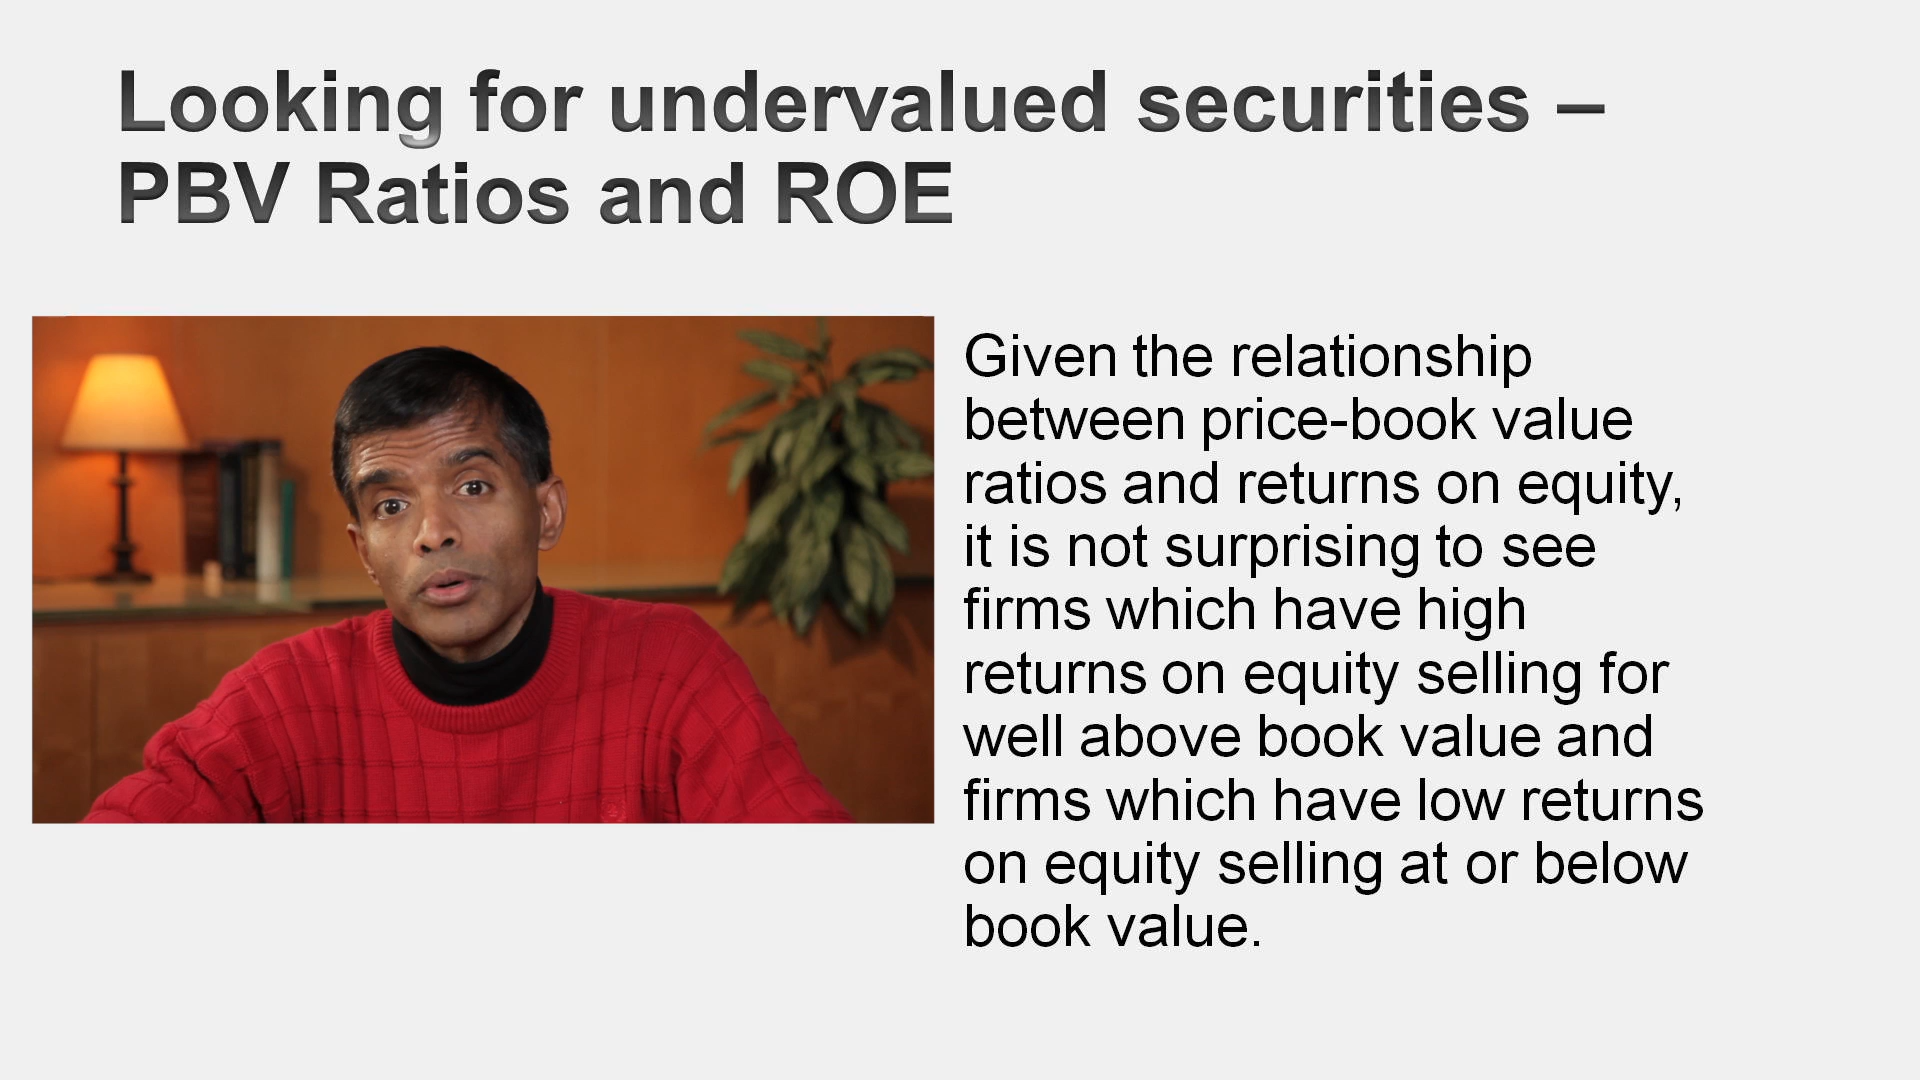 Looking for undervalued securities –
PBV Ratios and ROE
Given the relationship
between price-book value
ratios and returns on equity,
it is not surprising to see
firms which have high
returns on equity selling for
well above book value and
firms which have low returns
on equity selling at or below
book value.